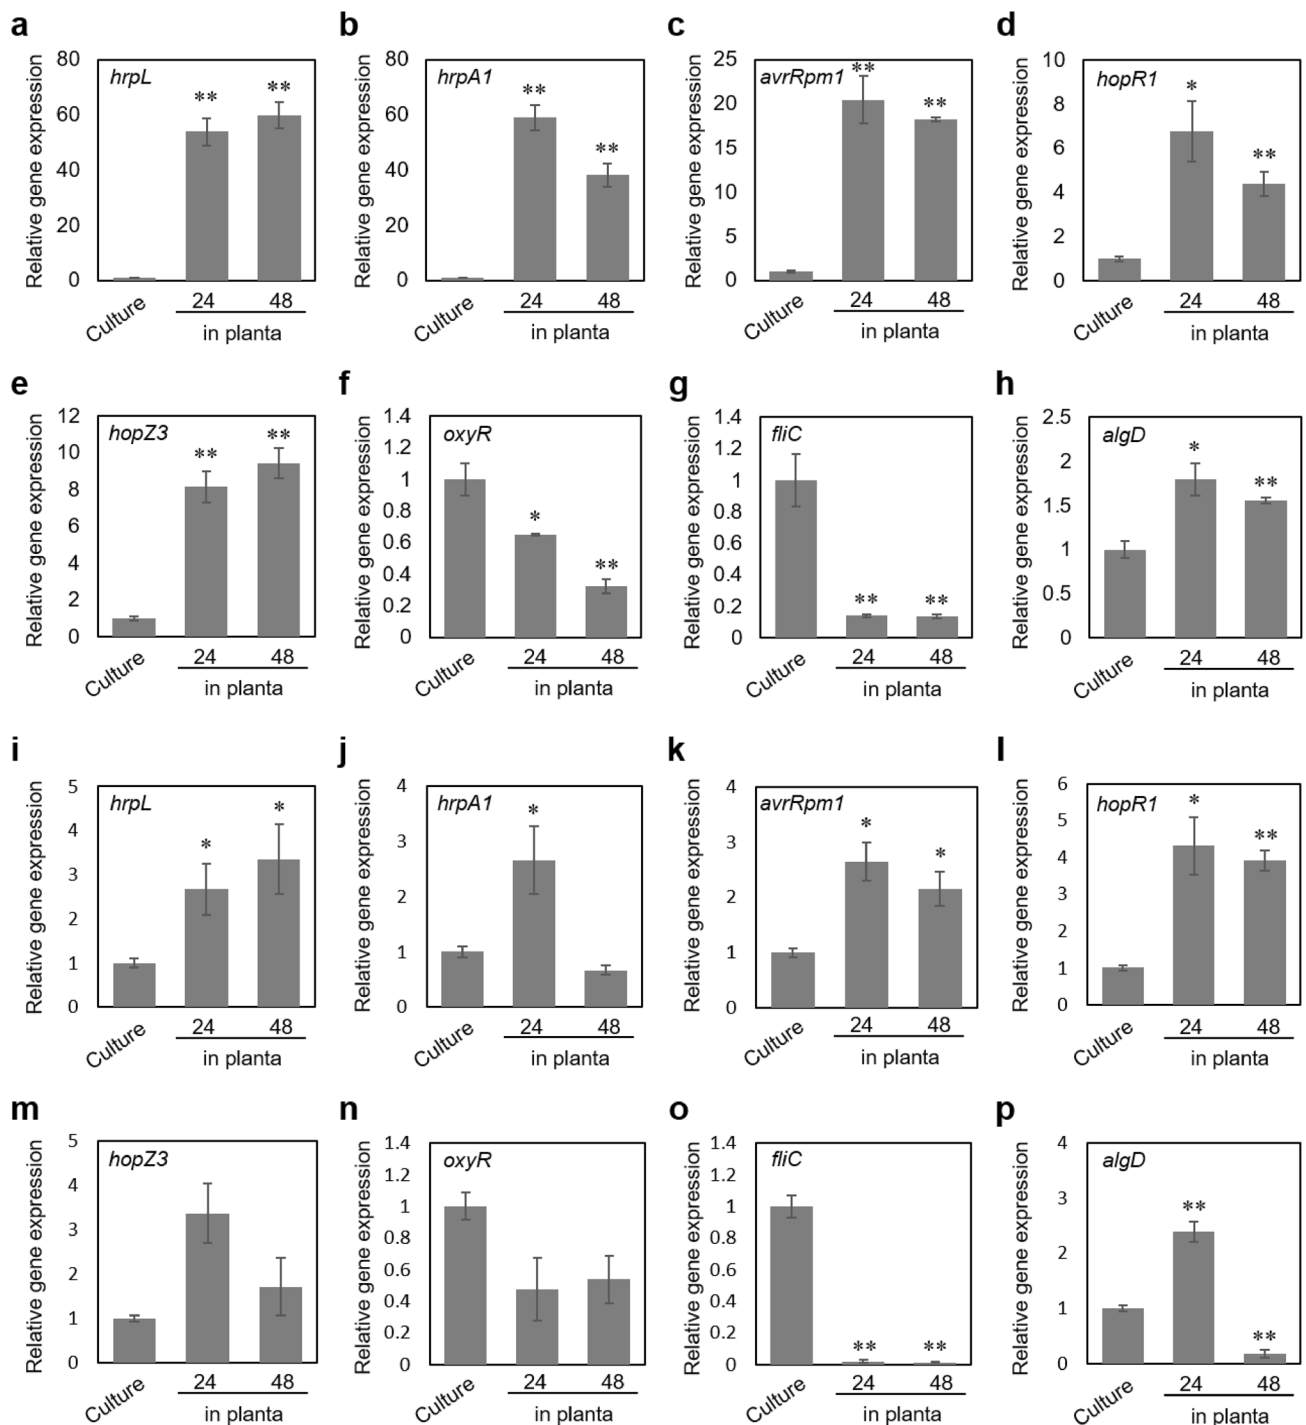 a
hrpL
Relative gene expression
80
60
40
20
0
**
**
Culture
24
48
in planta
b
hrpA1
Relative gene expression
80
60
40
20
0
**
**
Culture
24
48
in planta
c
avrRpm1
Relative gene expression
25
20
15
10
5
0
**
**
Culture
24
48
in planta
d
hopR1
Relative gene expression
10
8
6
4
2
0
*
**
Culture
24
48
in planta
e
hopZ3
Relative gene expression
12
10
8
6
4
2
0
**
**
Culture
24
48
in planta
f
oxyR
Relative gene expression
1.4
1.2
1
0.8
0.6
0.4
0.2
0
*
**
Culture
24
48
in planta
g
fliC
Relative gene expression
1.4
1.2
1
0.8
0.6
0.4
0.2
0
**
**
Culture
24
48
in planta
h
algD
Relative gene expression
2.5
2
1.5
1
0.5
0
*
**
Culture
24
48
in planta
i
hrpL
Relative gene expression
5
4
3
2
1
0
*
*
Culture
24
48
in planta
j
hrpA1
Relative gene expression
4
3
2
1
0
*
Culture
24
48
in planta
k
avrRpm1
Relative gene expression
4
3
2
1
0
*
*
Culture
24
48
in planta
l
hopR1
Relative gene expression
6
5
4
3
2
1
0
*
**
Culture
24
48
in planta
m
hopZ3
Relative gene expression
5
4
3
2
1
0
Culture
24
48
in planta
n
oxyR
Relative gene expression
1.4
1.2
1
0.8
0.6
0.4
0.2
0
Culture
24
48
in planta
o
fliC
Relative gene expression
1.4
1.2
1
0.8
0.6
0.4
0.2
0
**
**
Culture
24
48
in planta
p
algD
Relative gene expression
4
3
2
1
0
**
**
Culture
24
48
in planta